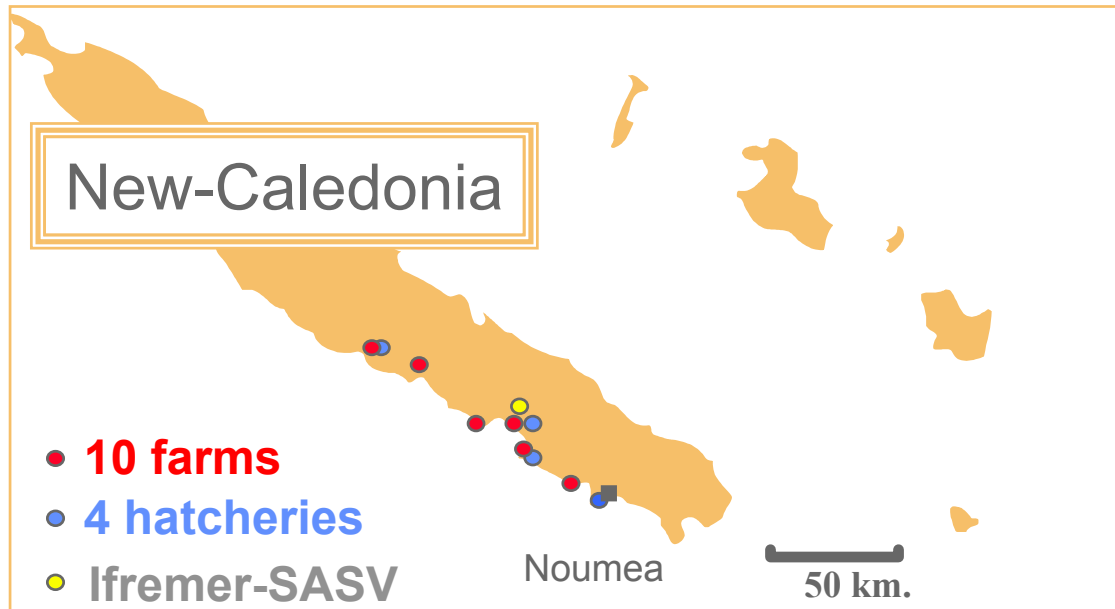 New-Caledonia
10 farms
4 hatcheries
Ifremer-SASV
Noumea
50 km.